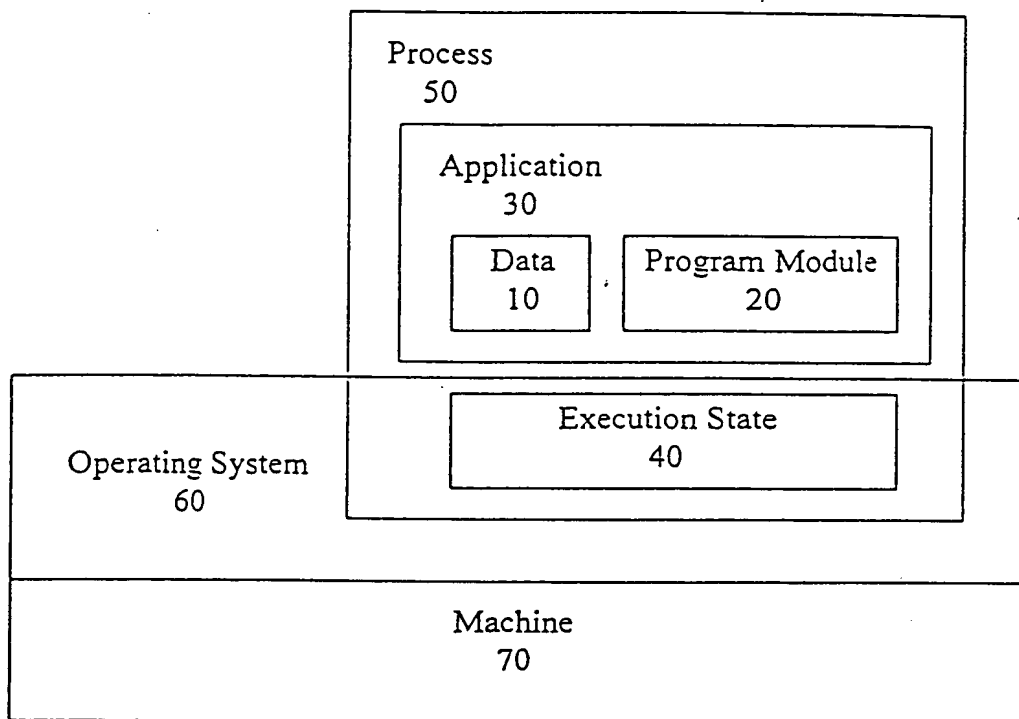 Process
50
Application
30
Data
10
Program Module
20
Execution State
40
Operating System
60
Machine
70